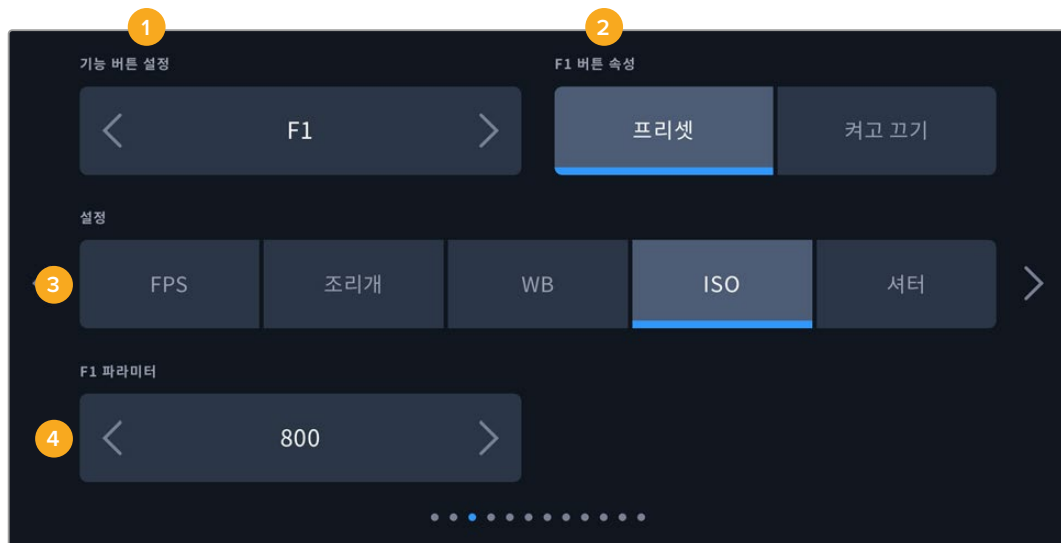 1 2
기능 버튼 설정 F1 버튼 속성
F1 프리셋 켜고 끄기
설정
3 FPS 조리개 WB ISO 셔터
F1 파라미터
4 800